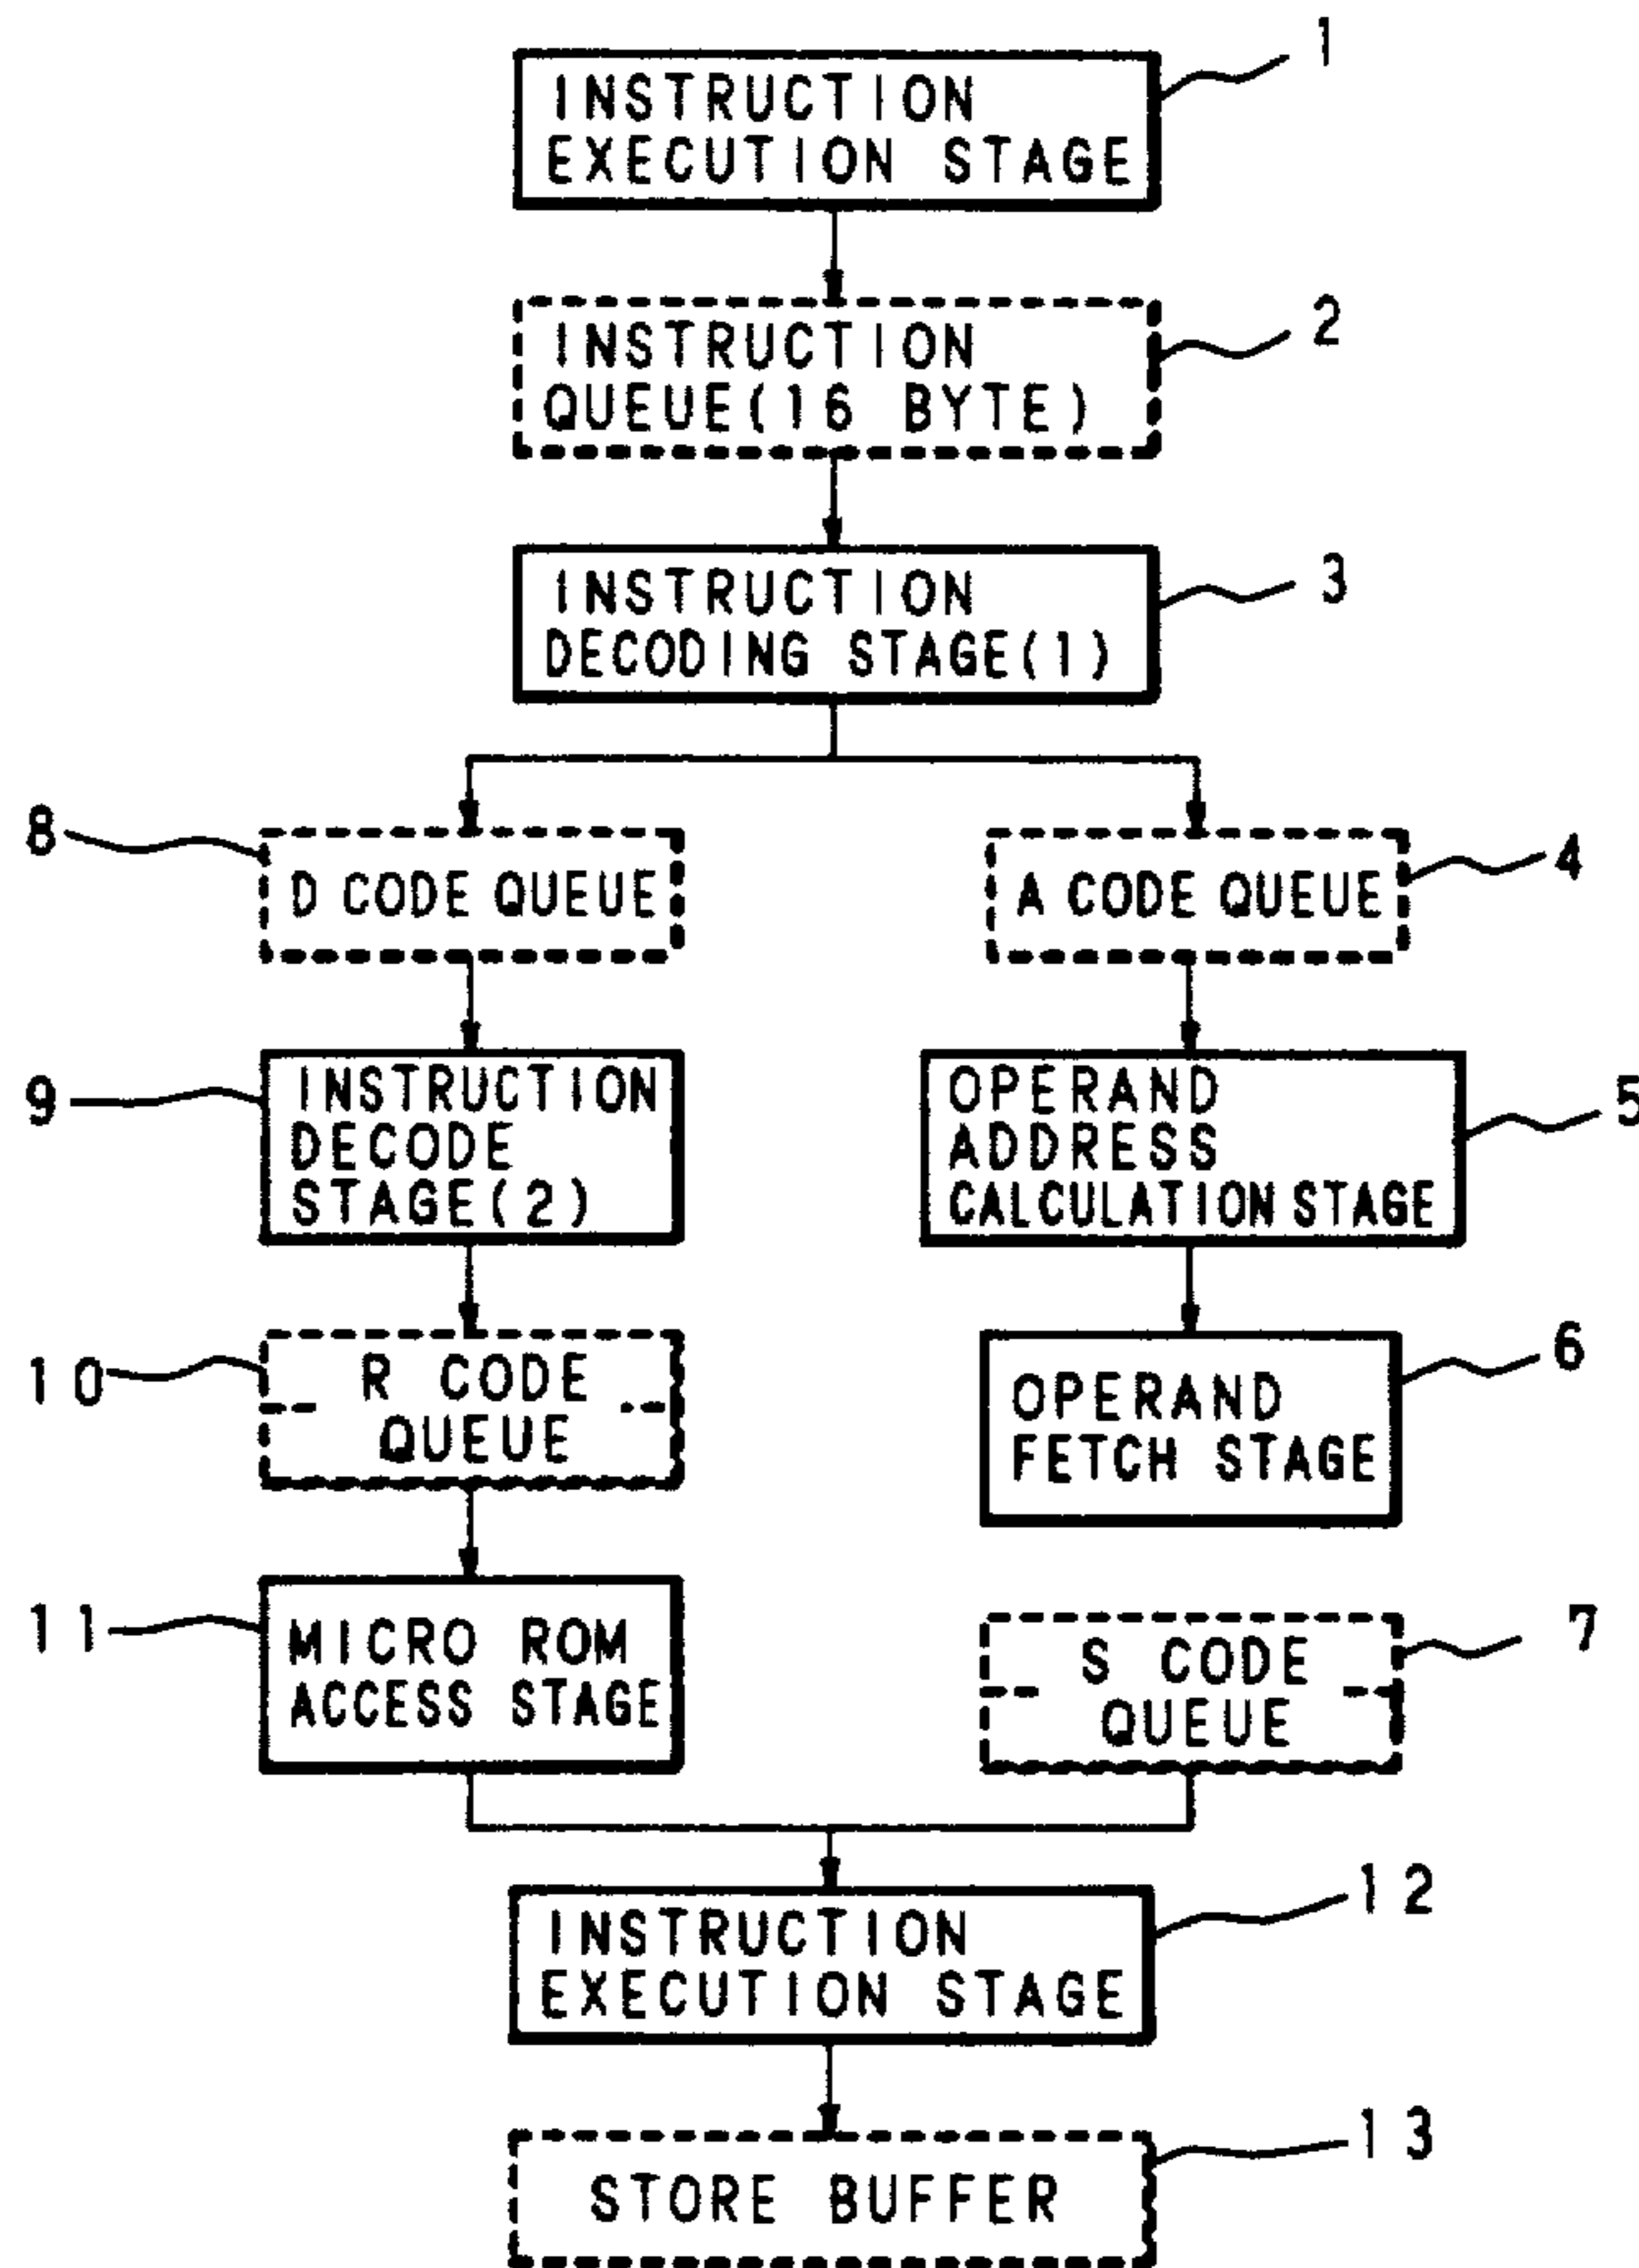 1
INSTRUCTION
EXECUTION STAGE
2
INSTRUCTION
QUEUE(16 BYTE)
3
INSTRUCTION
DECODING STAGE(1)
8
D CODE QUEUE
4
A CODE QUEUE
9
INSTRUCTION
DECODE
STAGE(2)
5
OPERAND
ADDRESS
CALCULATION STAGE
10
R CODE
QUEUE
6
OPERAND
FETCH STAGE
11
MICRO ROM
ACCESS STAGE
7
S CODE
QUEUE
12
INSTRUCTION
EXECUTION STAGE
13
STORE BUFFER